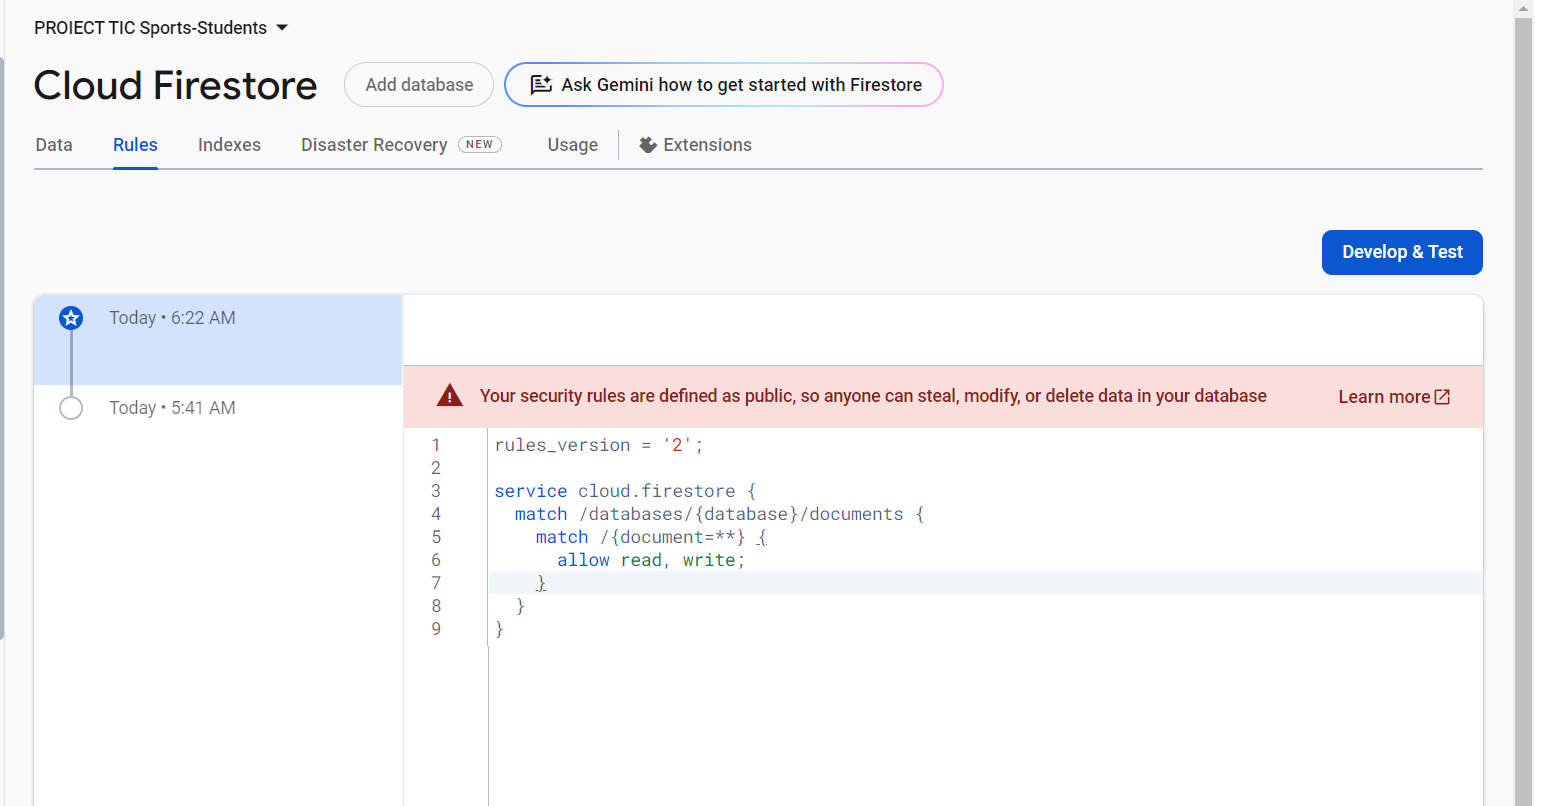 PROIECT TIC Sports-Students
Cloud Firestore
Add database
Ask Gemini how to get started with Firestore
Data
Rules
Indexes
Disaster Recovery NEW
Usage
Extensions
Develop & Test
Today • 6:22 AM
Today • 5:41 AM
Your security rules are defined as public, so anyone can steal, modify, or delete data in your database
Learn more
1 rules_version = '2';
2
3 service cloud.firestore {
4   match /databases/{database}/documents {
5     match /{document=**} {
6       allow read, write;
7     }
8   }
9 }